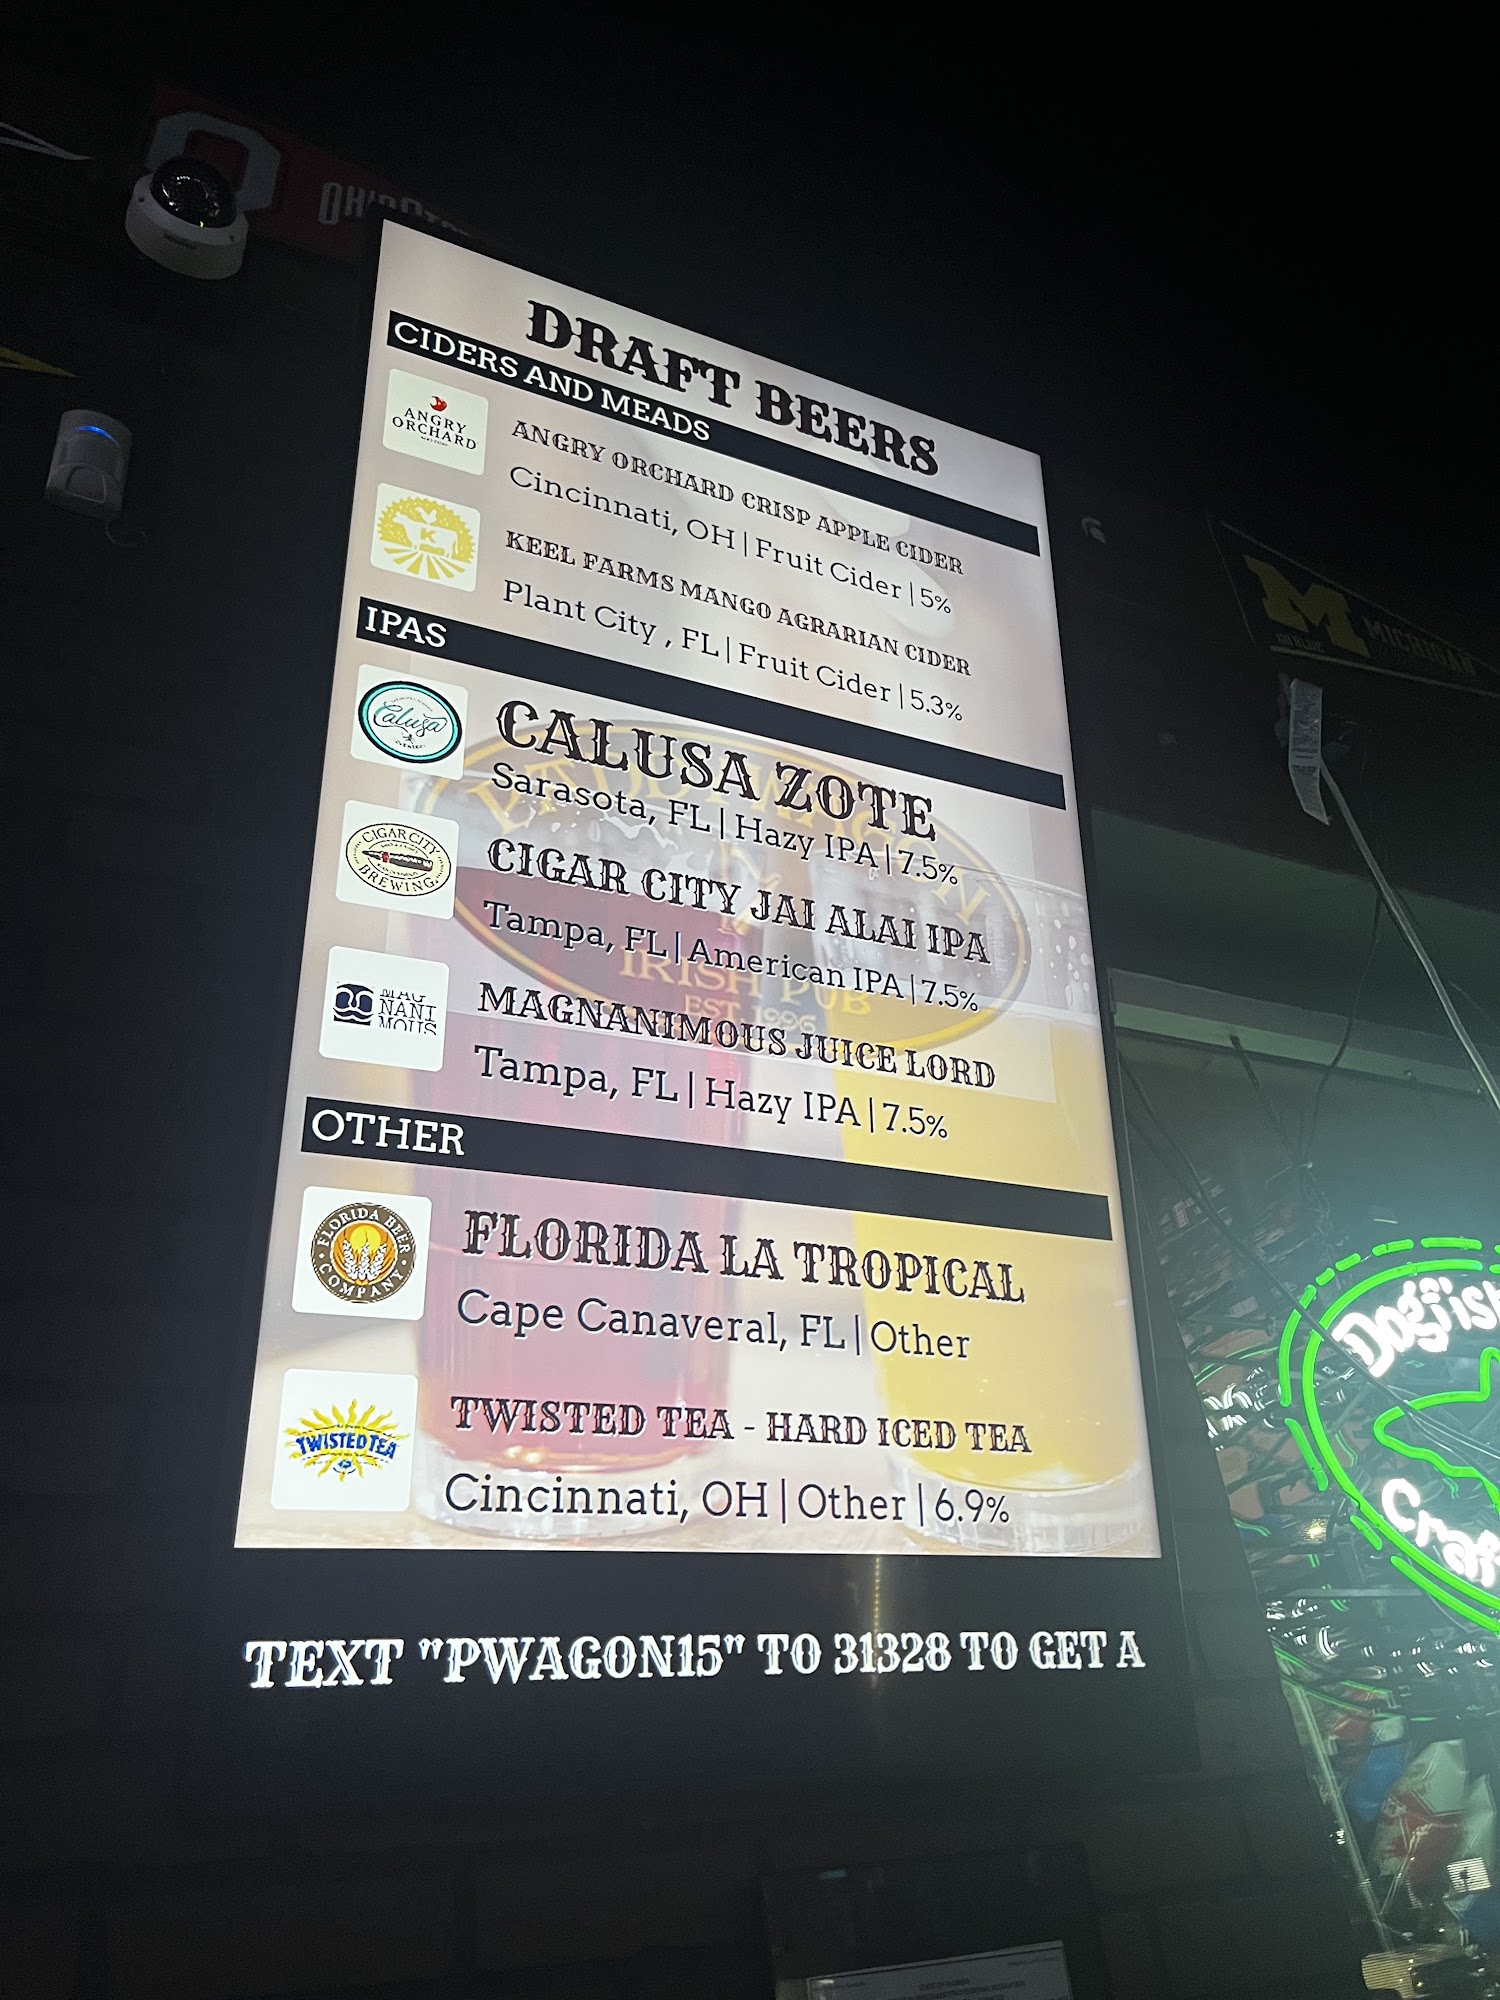 DRAFT BEERS
CIDERS AND MEADS
ANGRY
ORCHARD
ANGRY ORCHARD CRISP APPLE CIDER
Cincinnati, OH | Fruit Cider | 5%
K
KEEL FARMS MANGO AGRARIAN CIDER
Plant City , FL | Fruit Cider | 5.3%
IPAS
Calusa
CALUSA ZOTE
Sarasota, FL | Hazy IPA | 7.5%
CIGAR CITY
BREWING
CIGAR CITY JAI ALAI IPA
Tampa, FL | American IPA | 7.5%
MAG
NANI
MOUS
MAGNANIMOUS JUICE LORD
Tampa, FL | Hazy IPA | 7.5%
PADDY WAGON
IRISH PUB
EST. 1996
OTHER
FLORIDA BEER
COMPANY
FLORIDA LA TROPICAL
Cape Canaveral, FL | Other
TWISTED TEA
TWISTED TEA - HARD ICED TEA
Cincinnati, OH | Other | 6.9%
TEXT "PWAGON15" TO 31328 TO GET A
M
MICHIGAN
Dogfish